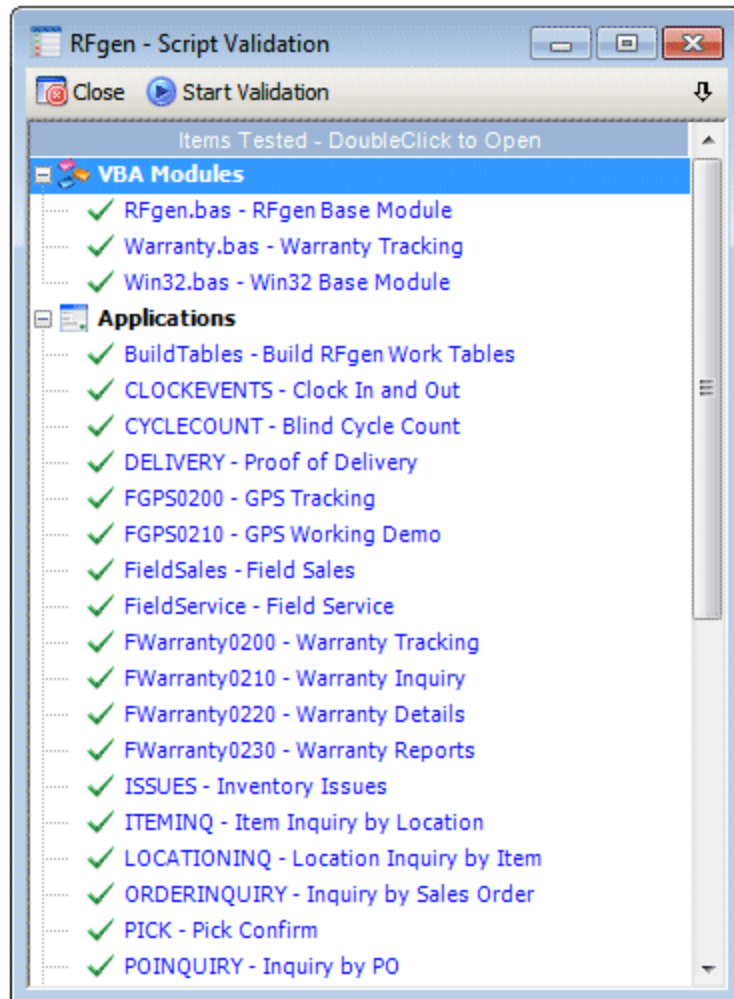 RFgen - Script Validation
Close Start Validation
Items Tested - DoubleClick to Open
VBA Modules
RFgen.bas - RFgen Base Module
Warranty.bas - Warranty Tracking
Win32.bas - Win32 Base Module
Applications
BuildTables - Build RFgen Work Tables
CLOCKEVENTS - Clock In and Out
CYCLECOUNT - Blind Cycle Count
DELIVERY - Proof of Delivery
FGPS0200 - GPS Tracking
FGPS0210 - GPS Working Demo
FieldSales - Field Sales
FieldService - Field Service
FWarranty0200 - Warranty Tracking
FWarranty0210 - Warranty Inquiry
FWarranty0220 - Warranty Details
FWarranty0230 - Warranty Reports
ISSUES - Inventory Issues
ITEMINQ - Item Inquiry by Location
LOCATIONINQ - Location Inquiry by Item
ORDERINQUIRY - Inquiry by Sales Order
PICK - Pick Confirm
POINQUIRY - Inquiry by PO